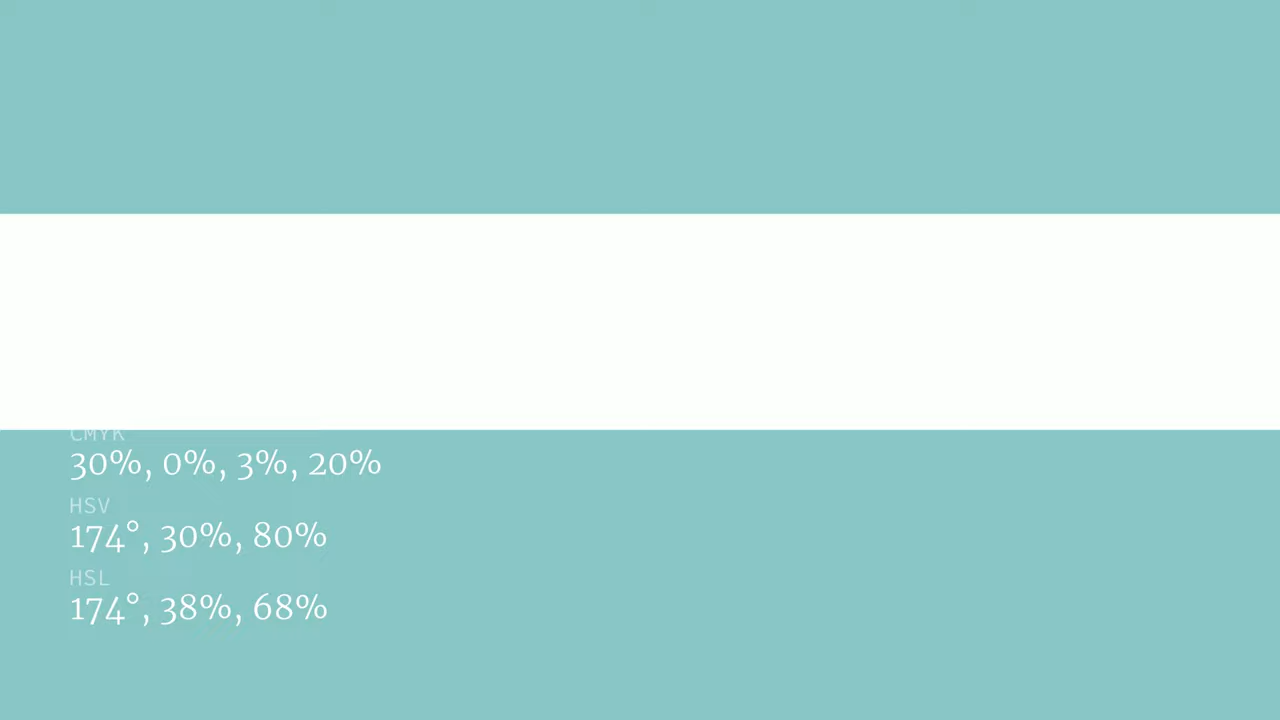 CMYK
30%, 0%, 3%, 20%
HSV
174°, 30%, 80%
HSL
174°, 38%, 68%